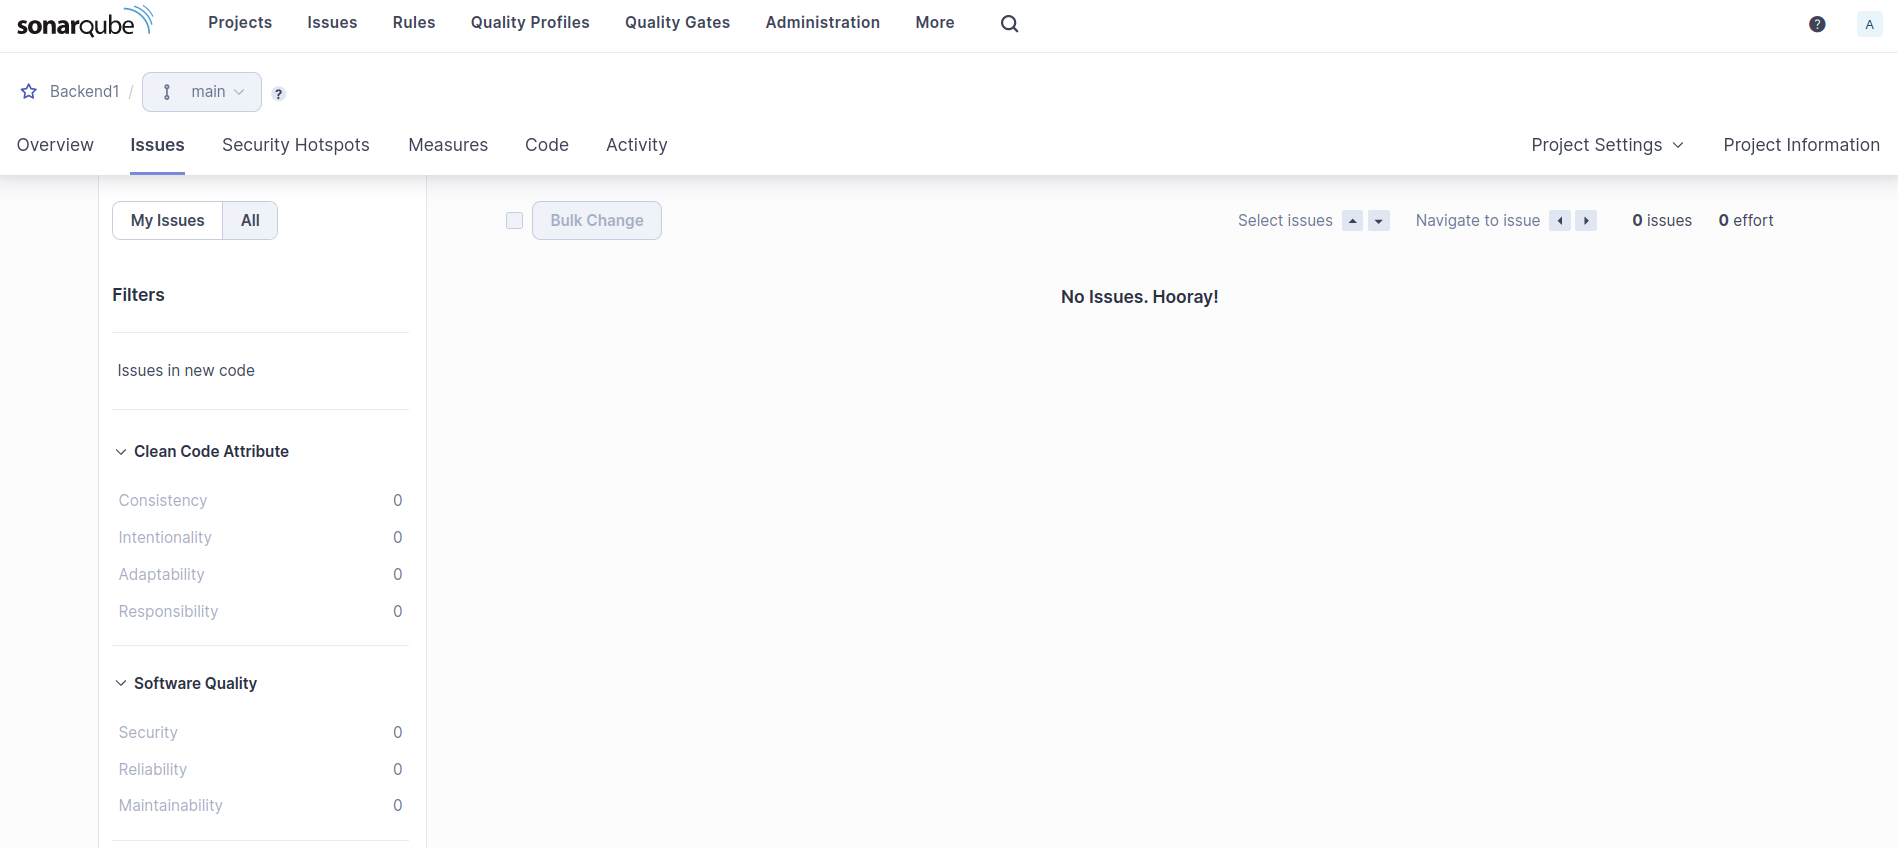 sonarqube Projects Issues Rules Quality Profiles Quality Gates Administration More ? A
Backend1 / main ?
Overview Issues Security Hotspots Measures Code Activity Project Settings Project Information
My Issues All Bulk Change Select issues Navigate to issue 0 issues 0 effort
Filters
No Issues. Hooray!
Issues in new code
Clean Code Attribute
Consistency 0
Intentionality 0
Adaptability 0
Responsibility 0
Software Quality
Security 0
Reliability 0
Maintainability 0